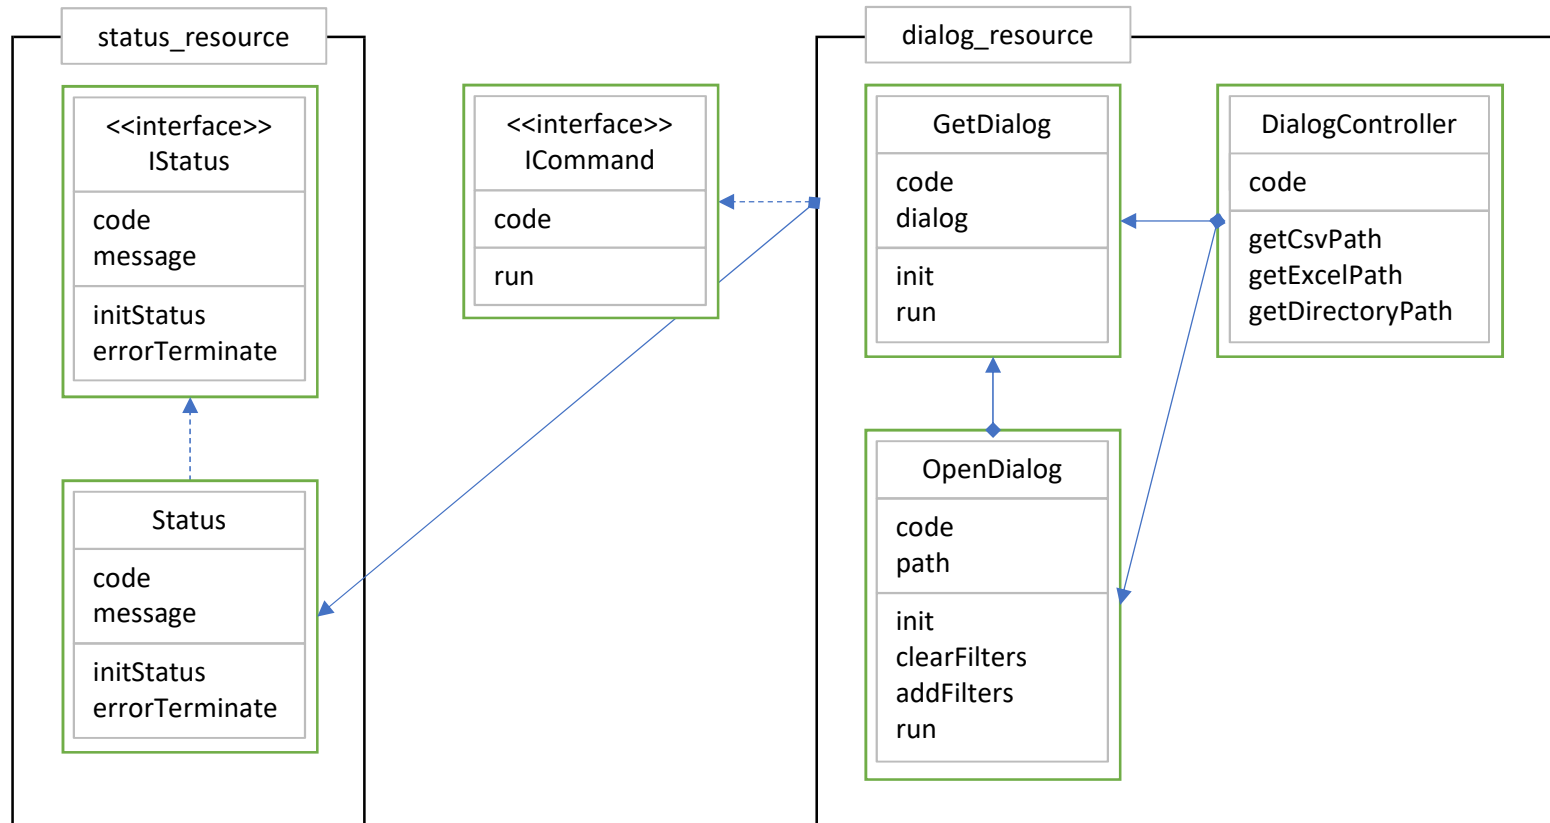 status_resource
<<interface>>
IStatus
code
message
initStatus
errorTerminate
Status
code
message
initStatus
errorTerminate
<<interface>>
ICommand
code
run
dialog_resource
GetDialog
code
dialog
init
run
DialogController
code
getCsvPath
getExcelPath
getDirectoryPath
OpenDialog
code
path
init
clearFilters
addFilters
run